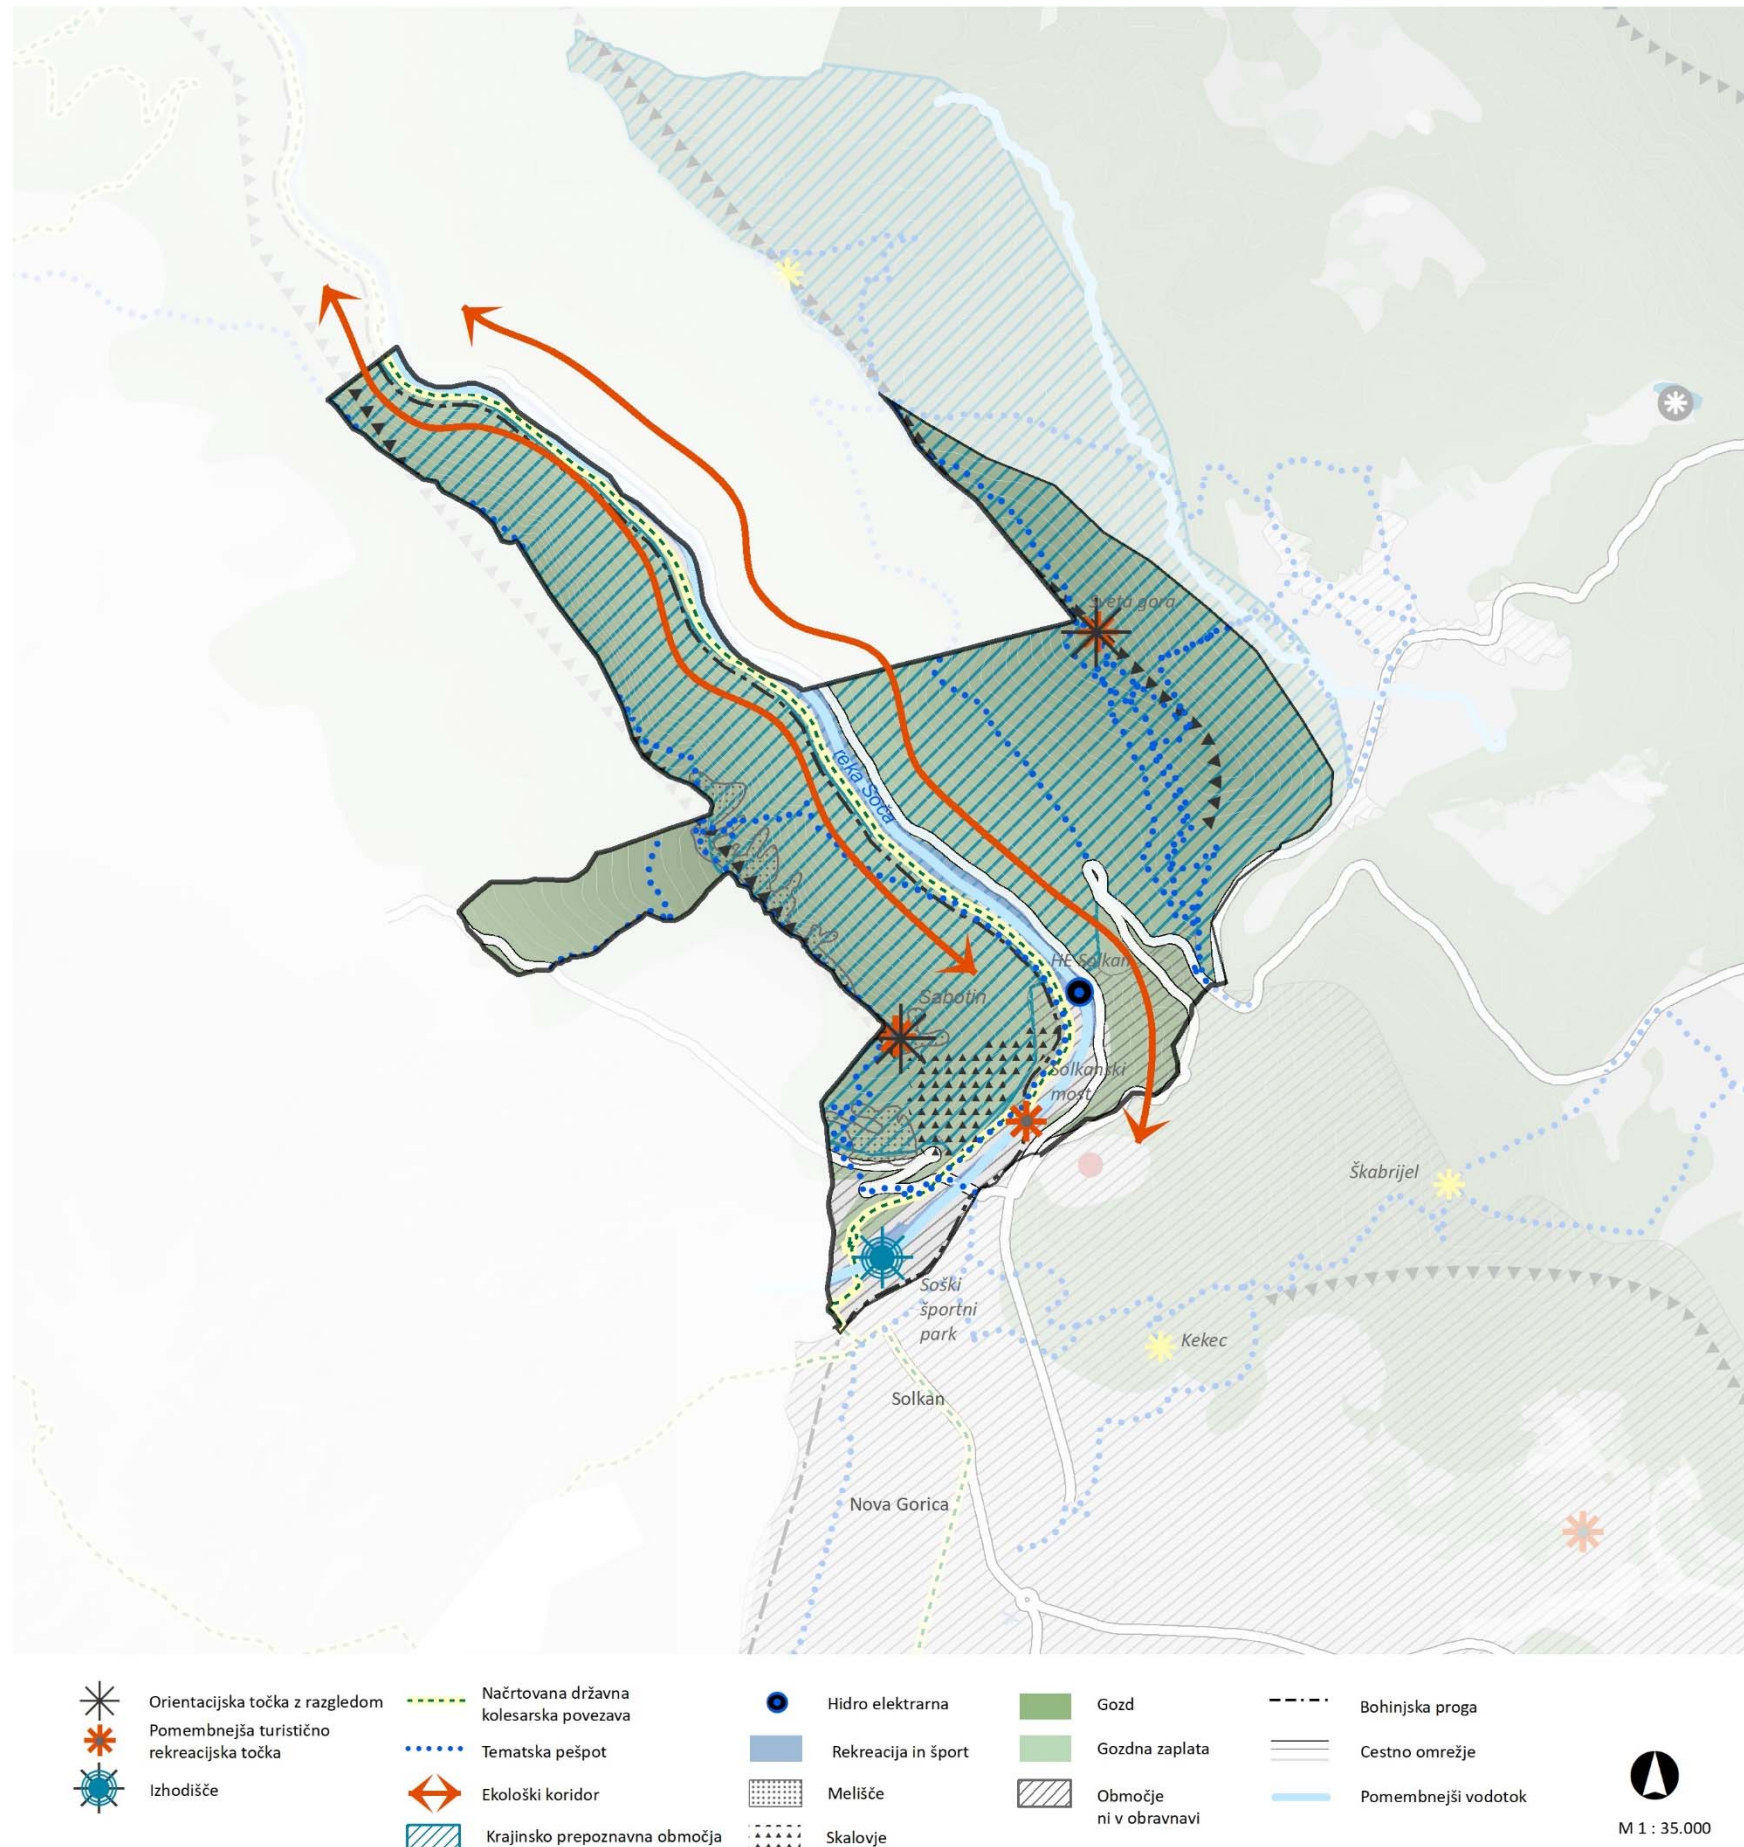 Sveta gora
reka Soča
HE Solkan
Sabotin
Solkanski
most
Škabrijel
Soški
športni
park
Kekec
Solkan
Nova Gorica
Orientacijska točka z razgledom
Pomembnejša turistično
rekreacijska točka
Izhodišče
Načrtovana državna
kolesarska povezava
Tematska pešpot
Ekološki koridor
Krajinsko prepoznavna območja
Hidro elektrarna
Rekreacija in šport
Melišče
Skalovje
Gozd
Gozdna zaplata
Območje
ni v obravnavi
Bohinjska proga
Cestno omrežje
Pomembnejši vodotok
M 1 : 35.000